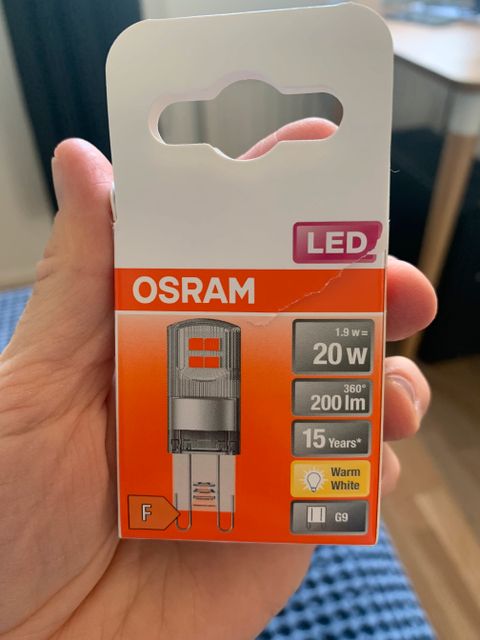 LED
OSRAM
1.9 w=
20 w
360°
200 lm
15 Years*
Warm
White
G9
F